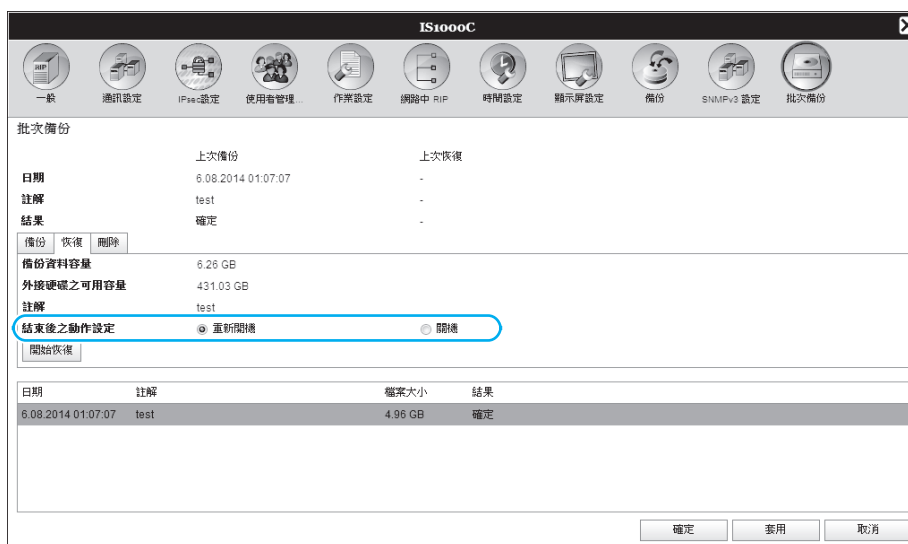 IS1000C
一般 通訊設定 IPsec設定 使用者管理... 作業設定 網路中 RIP 時間設定 顯示屏設定 備份 SNMPv3 設定 批次備份
批次備份
上次備份 上次恢復
日期 6.08.2014 01:07:07 -
註解 test -
結果 確定 -
備份 恢復 刪除
備份資料容量 6.26 GB
外接硬碟之可用容量 431.03 GB
註解 test
結束後之動作設定 重新開機 關機
開始恢復
日期 註解 檔案大小 結果
6.08.2014 01:07:07 test 4.96 GB 確定
確定 套用 取消